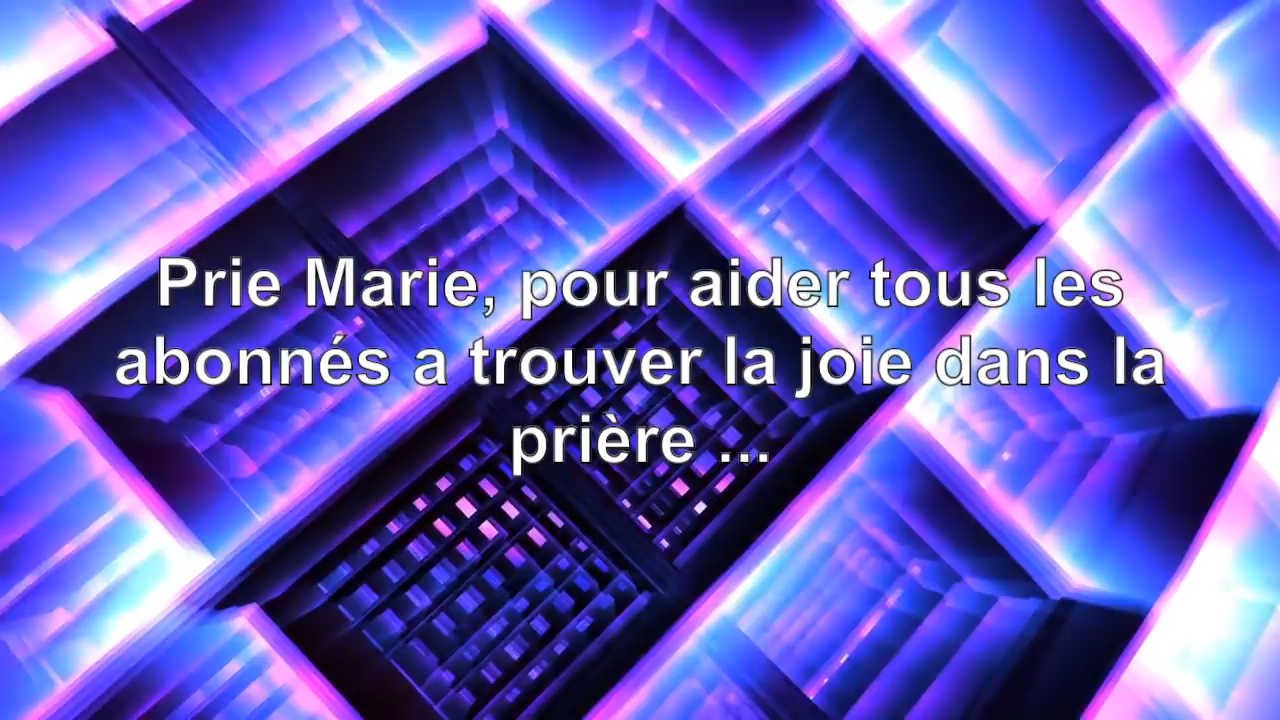 Prie Marie, pour aider tous les
abonnés a trouver la joie dans la
prière ...